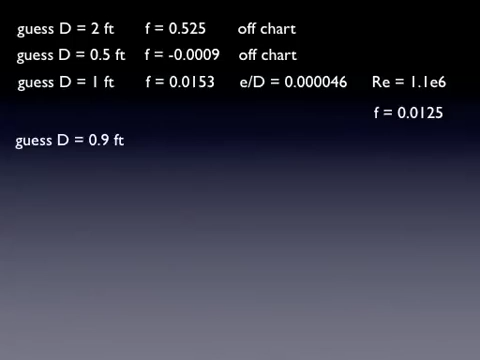 guess D = 2 ft f = 0.525 off chart
guess D = 0.5 ft f = -0.0009 off chart
guess D = 1 ft f = 0.0153 e/D = 0.000046 Re = 1.1e6
f = 0.0125
guess D = 0.9 ft